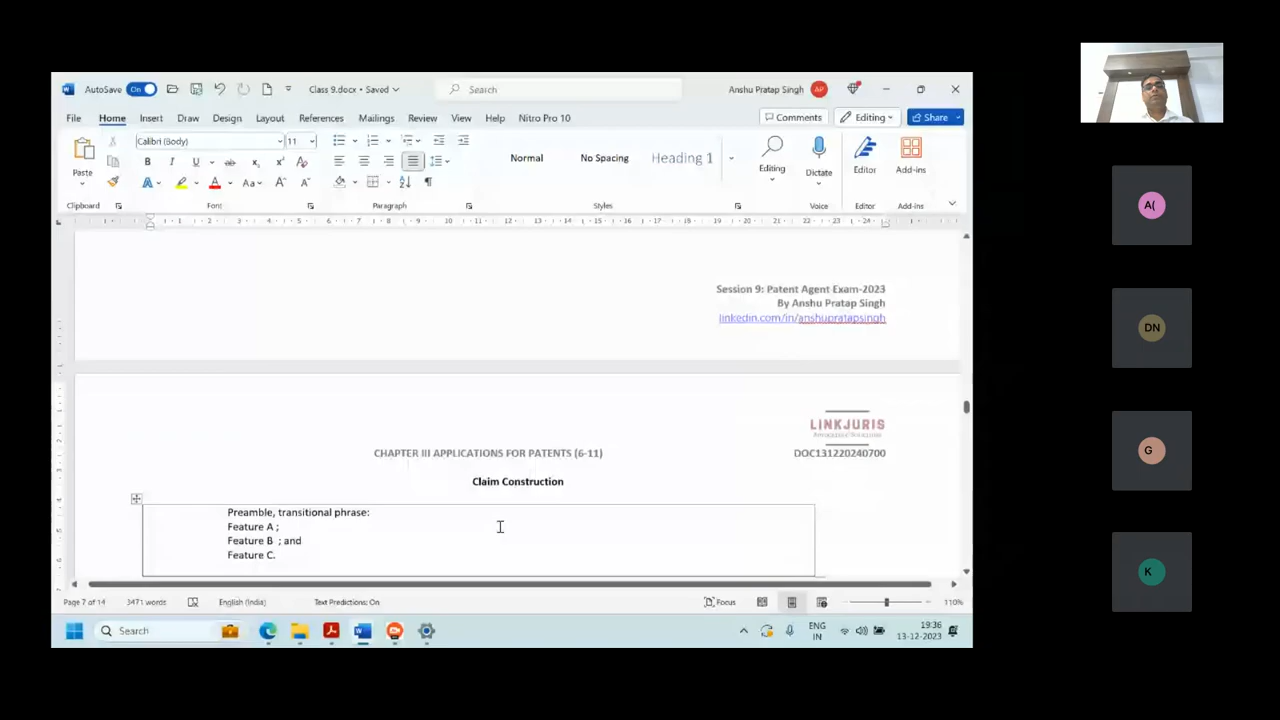 AutoSave On Class 9.docx • Saved Search Anshu Pratap Singh AP
File Home Insert Draw Design Layout References Mailings Review View Help Nitro Pro 10 Comments Editing Share
Calibri (Body) 11
Paste
Normal No Spacing Heading 1
Editing Dictate Editor Add-ins
Clipboard Font Paragraph Styles Voice Editor Add-ins
Session 9: Patent Agent Exam-2023
By Anshu Pratap Singh
linkedin.com/in/anshupratapsingh
LINKJURIS
CHAPTER III APPLICATIONS FOR PATENTS (6-11) DOC131220240700
Claim Construction
Preamble, transitional phrase:
Feature A ;
Feature B ; and
Feature C.
Page 7 of 14 3471 words English (India) Text Predictions: On Focus 110%
Search ENG IN 19:36 13-12-2023
A(
DN
G
K